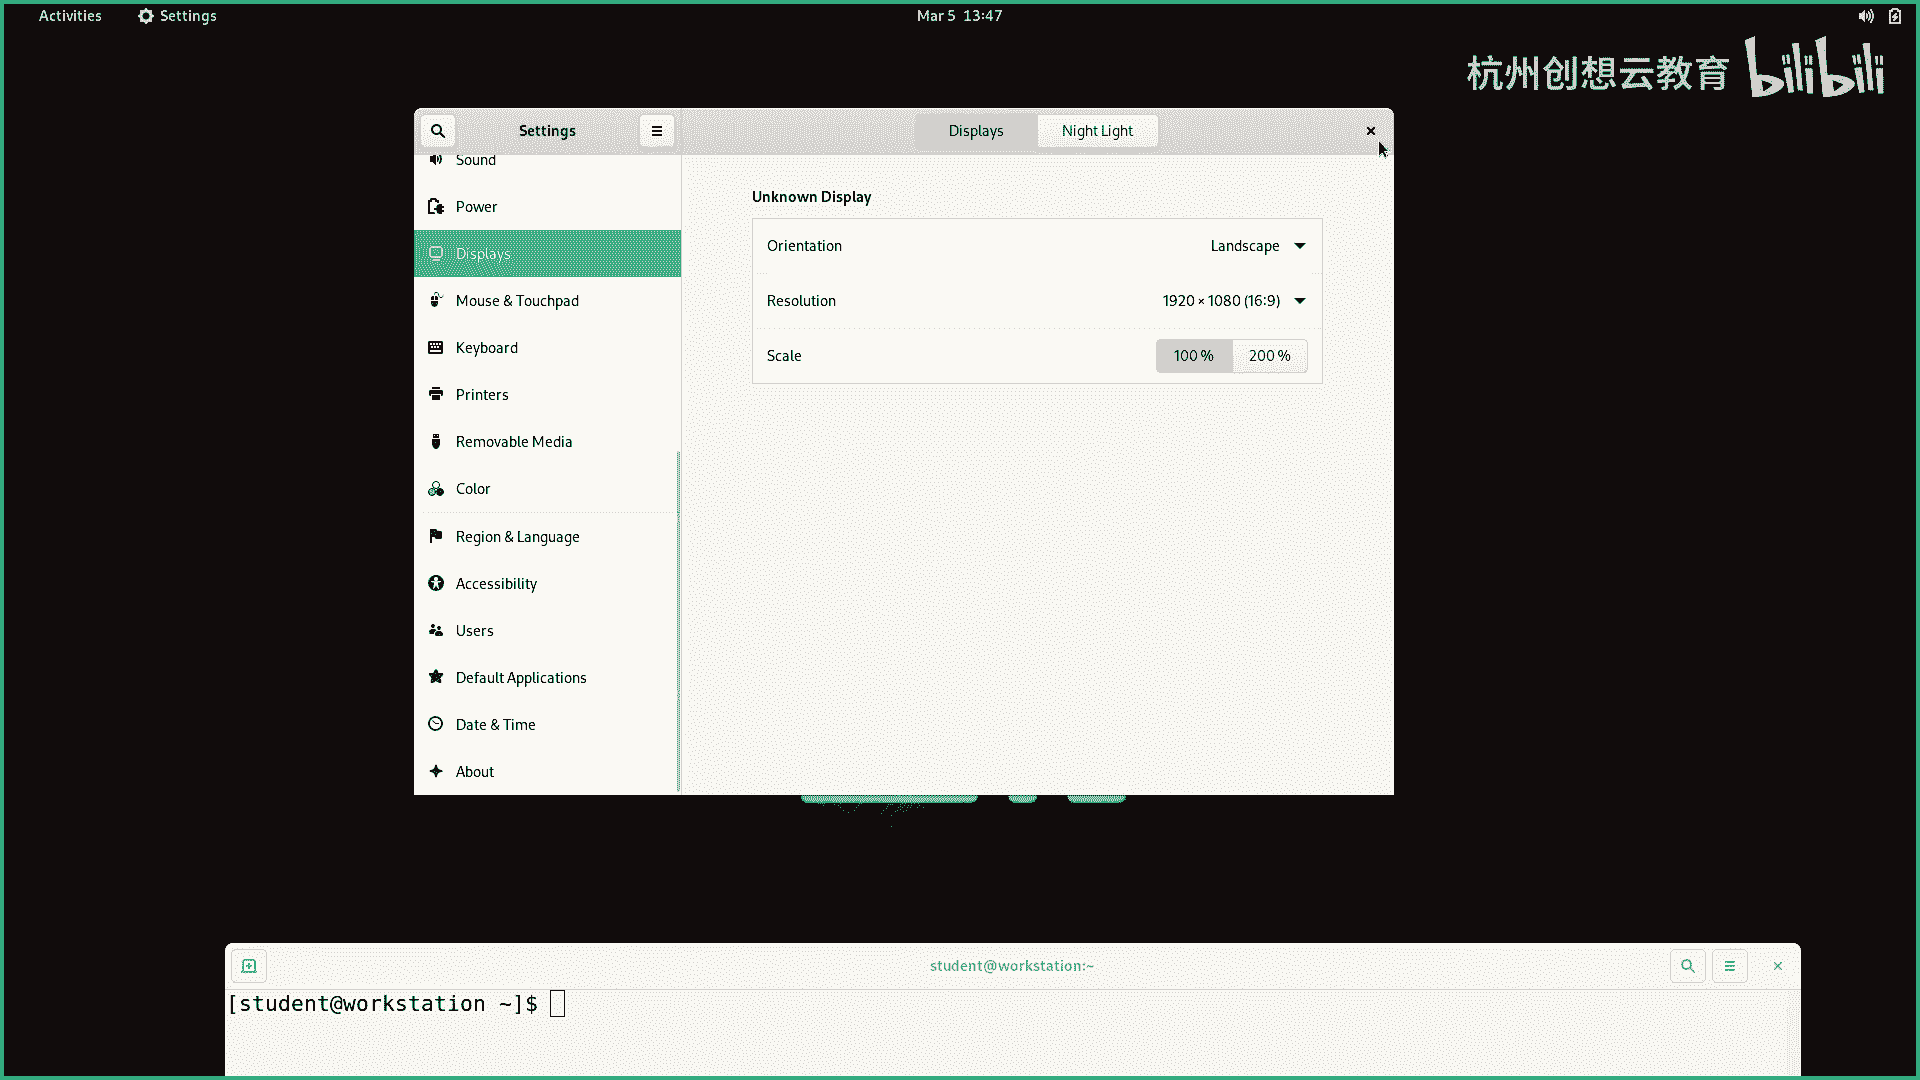 Activities
Settings
Mar 5 13:47
杭州创想云教育 bilibili
Settings
Displays
Night Light
Sound
Power
Displays
Mouse & Touchpad
Keyboard
Printers
Removable Media
Color
Region & Language
Accessibility
Users
Default Applications
Date & Time
About
Unknown Display
Orientation
Landscape
Resolution
1920 × 1080 (16:9)
Scale
100 %
200 %
student@workstation:~
[student@workstation ~]$